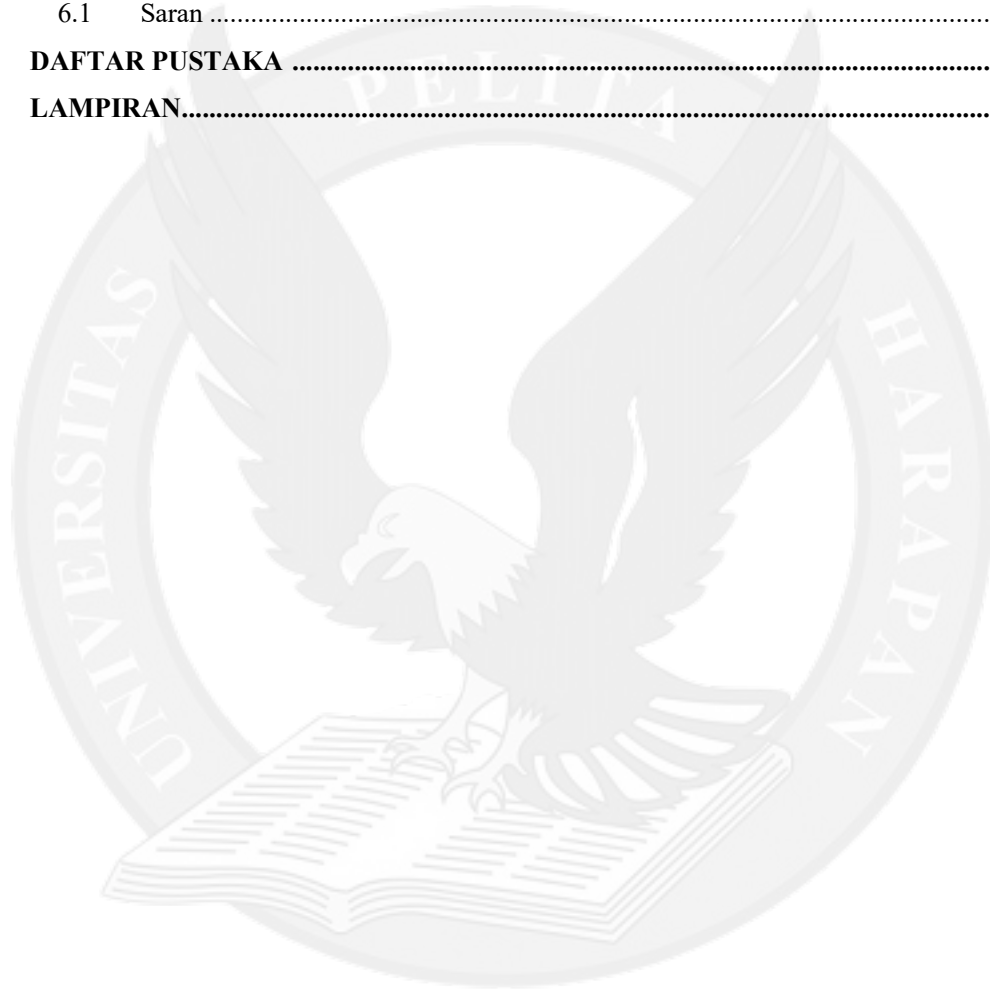 6.1 Saran ........................................................................................................
DAFTAR PUSTAKA ........................................................................................................
LAMPIRAN........................................................................................................
UNIVERSITAS PELITA HARAPAN